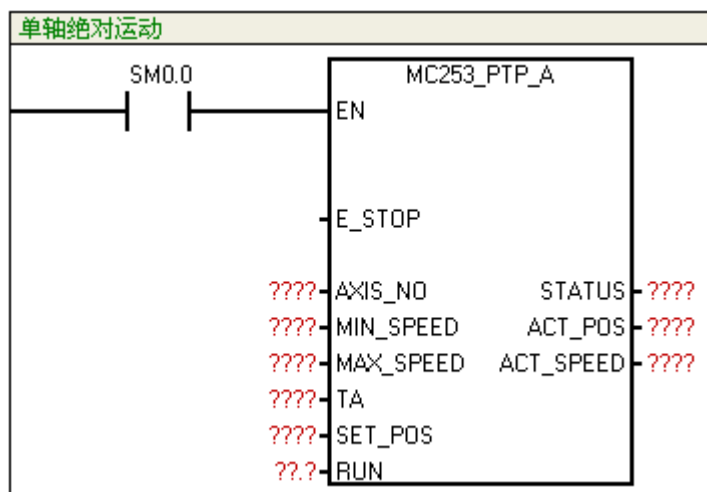 单轴绝对运动
SM0.0
MC253_PTP_A
EN
E_STOP
???? AXIS_NO STATUS ????
???? MIN_SPEED ACT_POS ????
???? MAX_SPEED ACT_SPEED ????
???? TA
???? SET_POS
??.? RUN